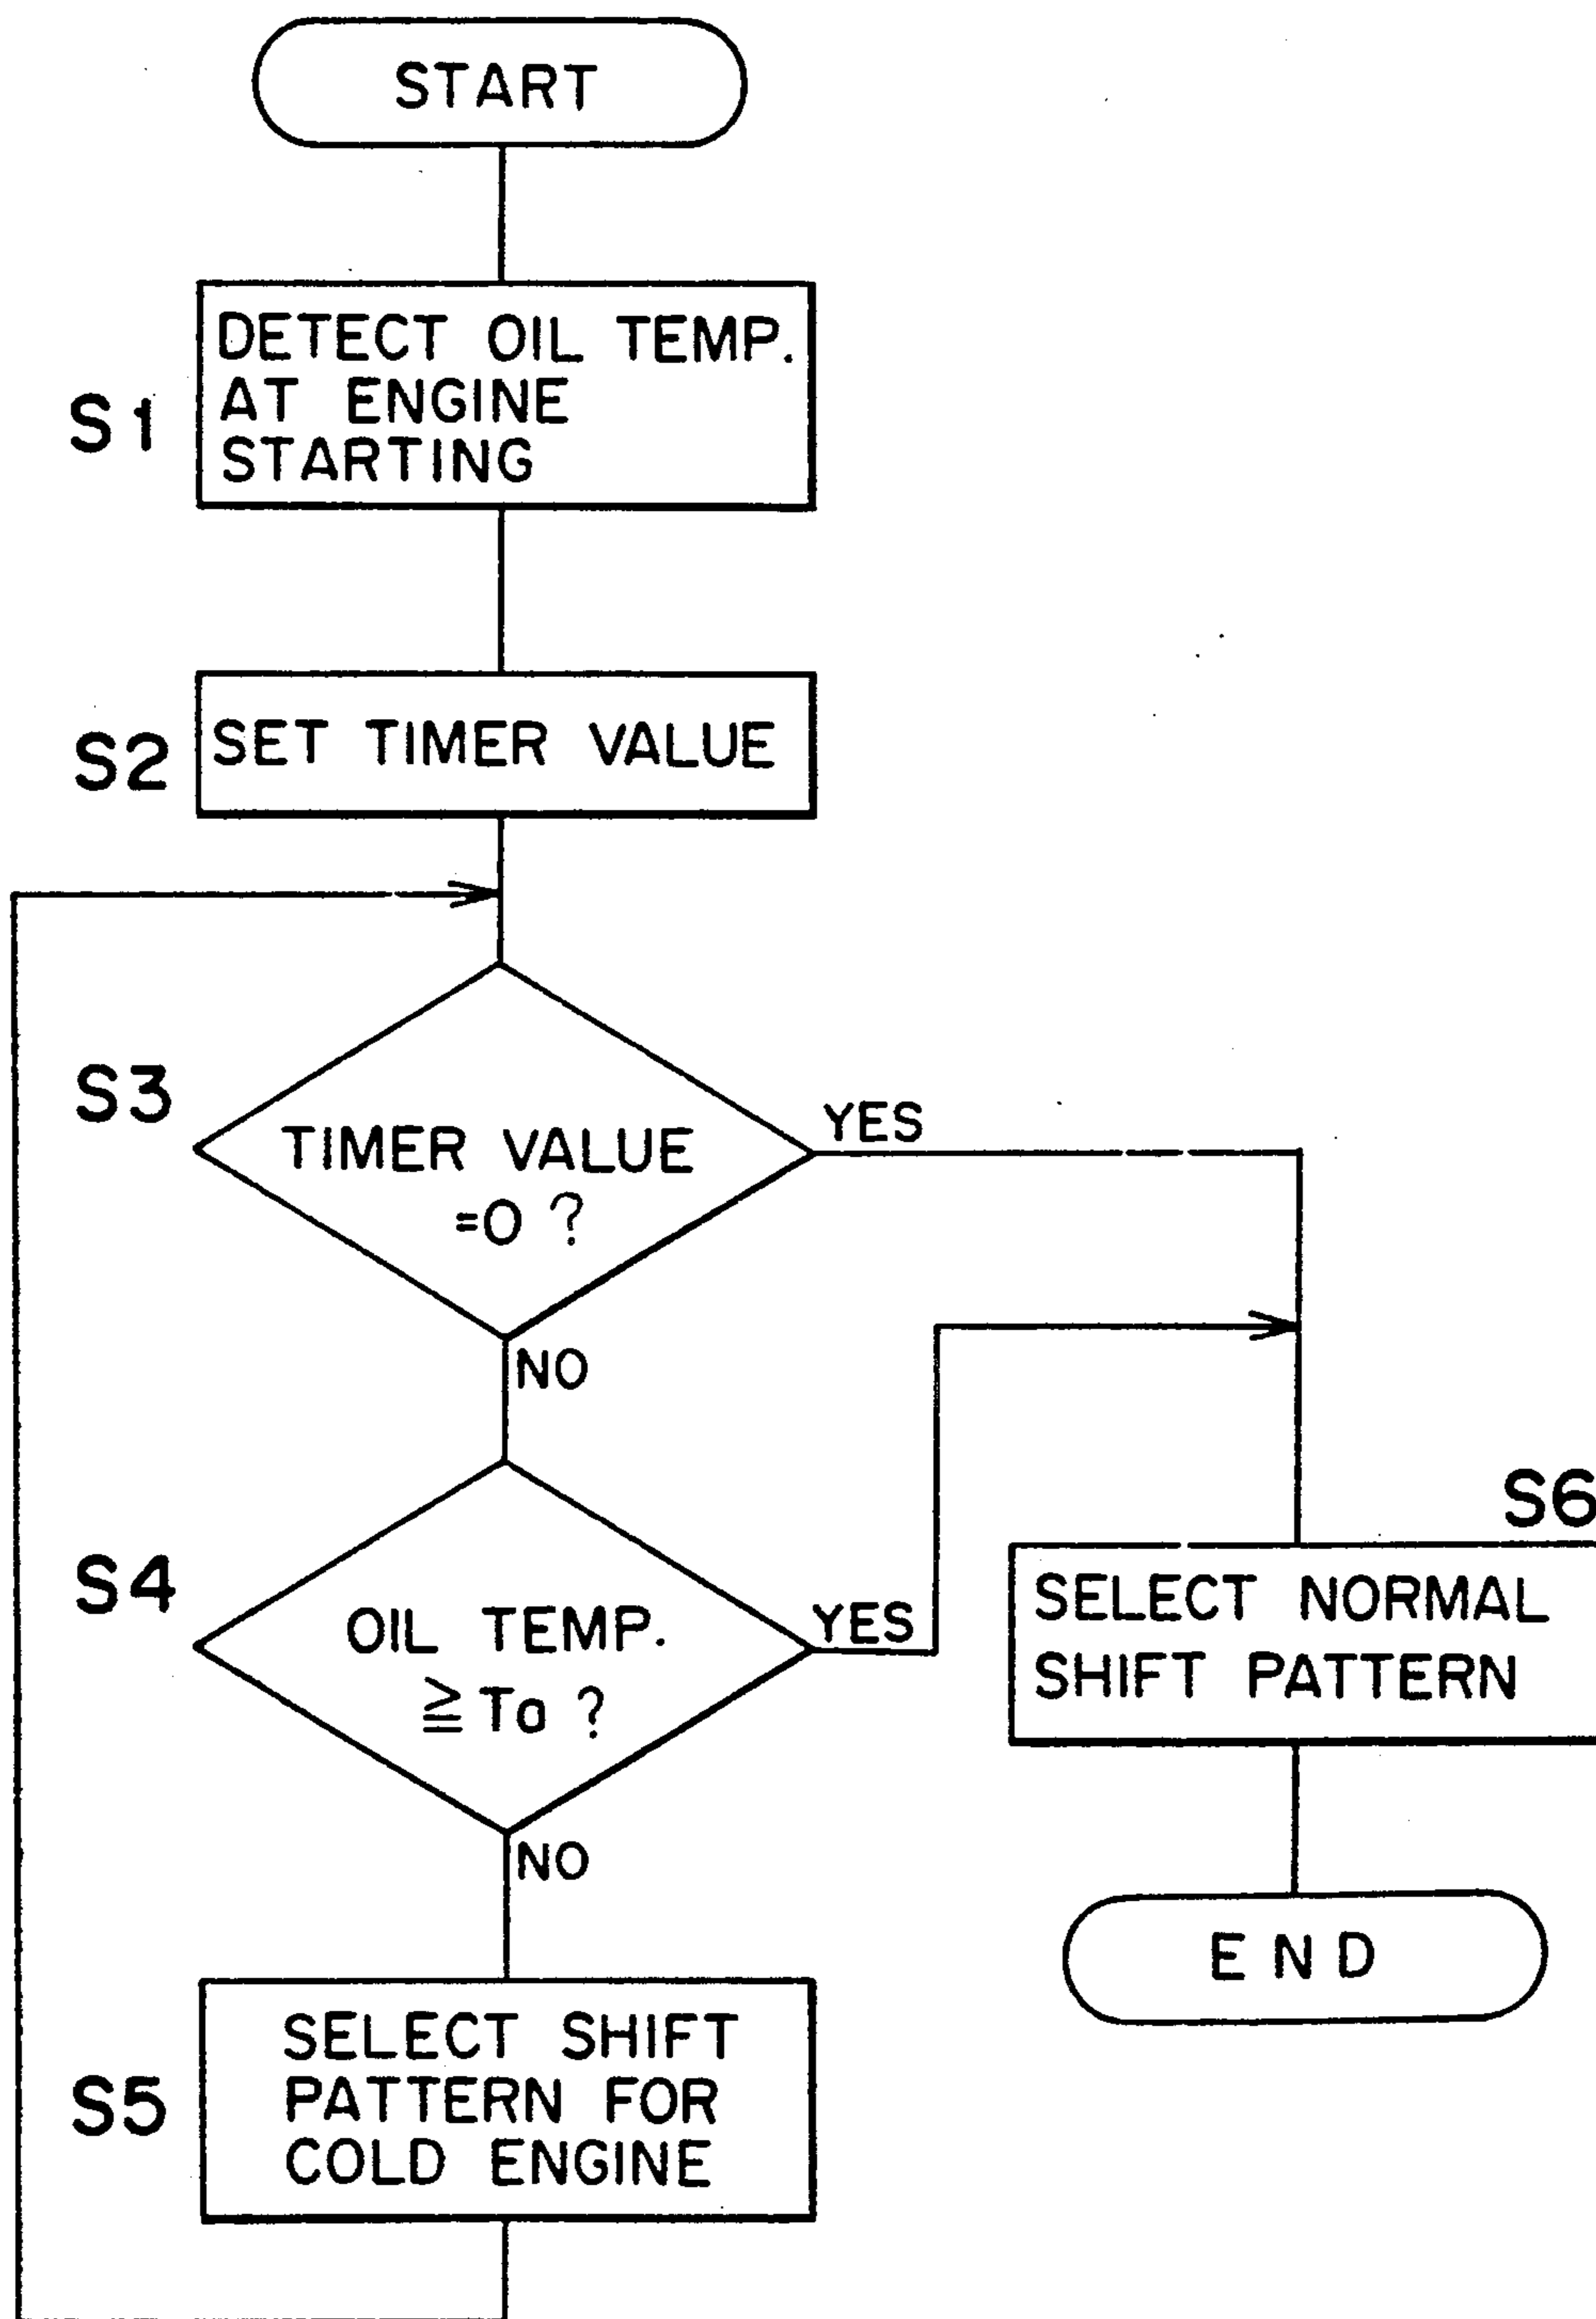 START
S1
DETECT OIL TEMP.
AT ENGINE
STARTING
S2
SET TIMER VALUE
S3
TIMER VALUE
=0 ?
YES
NO
S4
OIL TEMP.
≧ To ?
YES
NO
S5
SELECT SHIFT
PATTERN FOR
COLD ENGINE
S6
SELECT NORMAL
SHIFT PATTERN
END